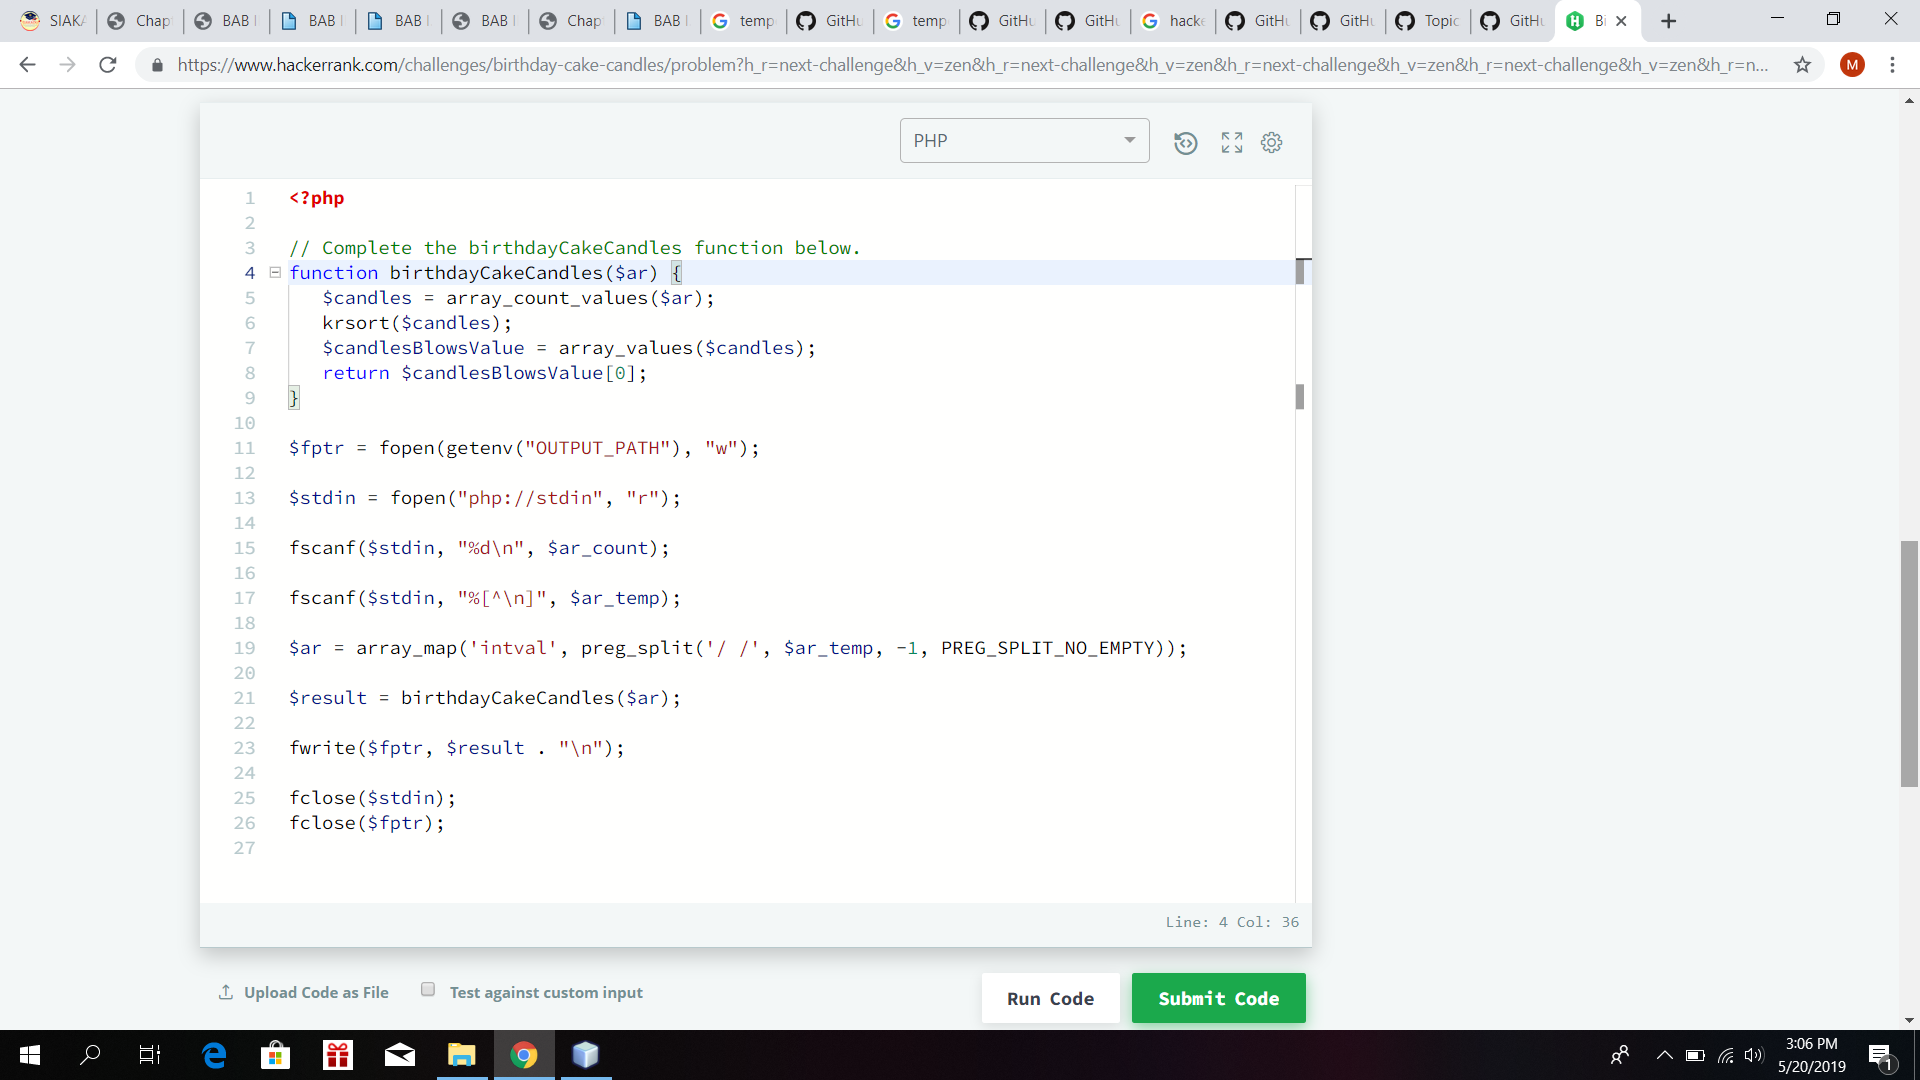 SIAKA Chap BAB I BAB I BAB I BAB I Chap BAB I temp GitHu temp GitHu GitHu hacke GitHu GitHu Topic GitHu Bi
https://www.hackerrank.com/challenges/birthday-cake-candles/problem?h_r=next-challenge&h_v=zen&h_r=next-challenge&h_v=zen&h_r=next-challenge&h_v=zen&h_r=next-challenge&h_v=zen&h_r=n... M
PHP
1 <?php
2
3 // Complete the birthdayCakeCandles function below.
4 function birthdayCakeCandles($ar) {
5 $candles = array_count_values($ar);
6 krsort($candles);
7 $candlesBlowsValue = array_values($candles);
8 return $candlesBlowsValue[0];
9 }
10
11 $fptr = fopen(getenv("OUTPUT_PATH"), "w");
12
13 $stdin = fopen("php://stdin", "r");
14
15 fscanf($stdin, "%d\n", $ar_count);
16
17 fscanf($stdin, "%[^\n]", $ar_temp);
18
19 $ar = array_map('intval', preg_split('/ /', $ar_temp, -1, PREG_SPLIT_NO_EMPTY));
20
21 $result = birthdayCakeCandles($ar);
22
23 fwrite($fptr, $result . "\n");
24
25 fclose($stdin);
26 fclose($fptr);
27
Line: 4 Col: 36
Upload Code as File Test against custom input Run Code Submit Code
3:06 PM
5/20/2019
1